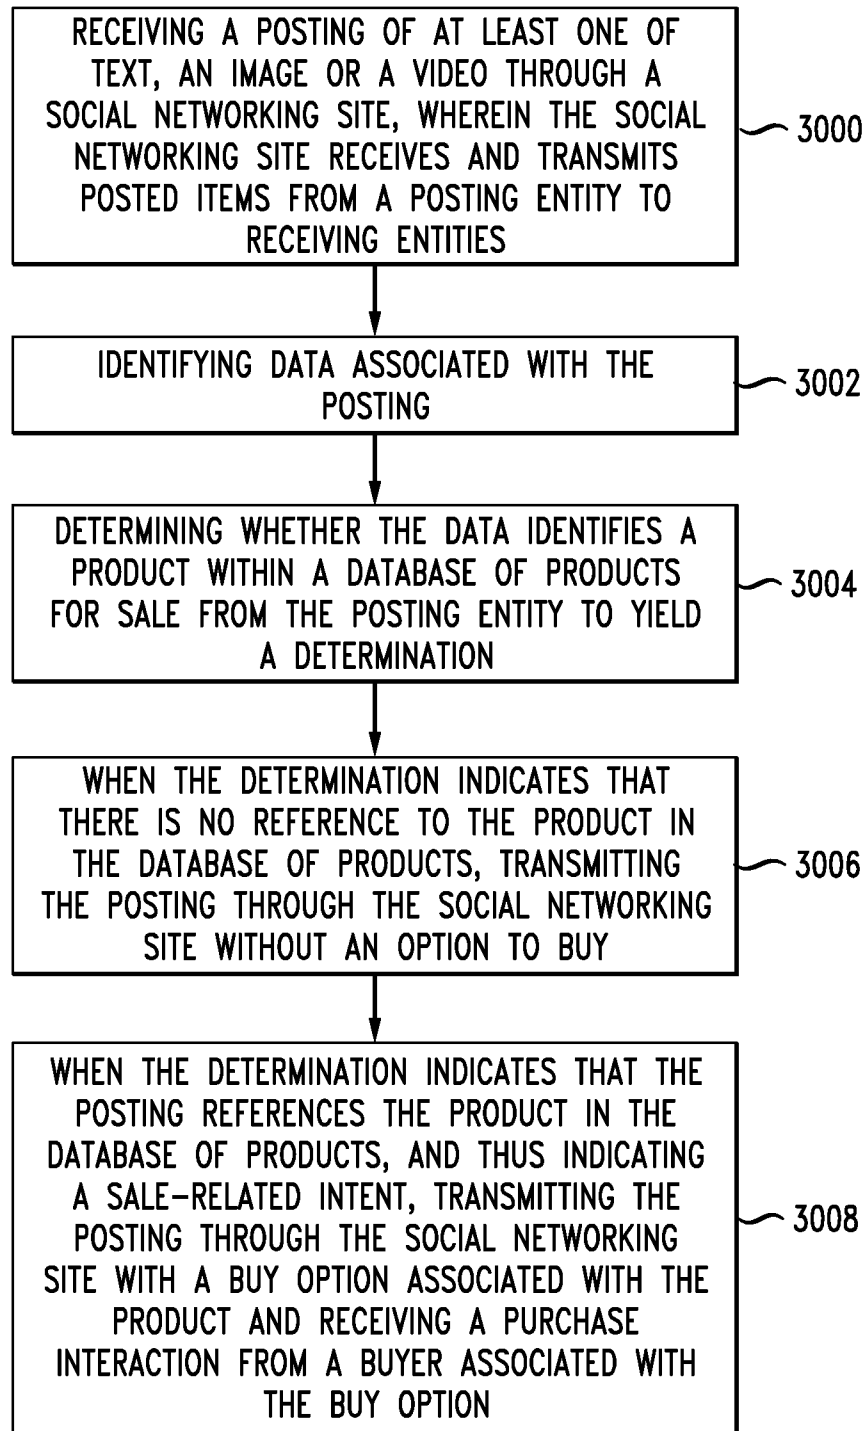 RECEIVING A POSTING OF AT LEAST ONE OF
TEXT, AN IMAGE OR A VIDEO THROUGH A
SOCIAL NETWORKING SITE, WHEREIN THE SOCIAL
NETWORKING SITE RECEIVES AND TRANSMITS
POSTED ITEMS FROM A POSTING ENTITY TO
RECEIVING ENTITIES
3000
IDENTIFYING DATA ASSOCIATED WITH THE
POSTING
3002
DETERMINING WHETHER THE DATA IDENTIFIES A
PRODUCT WITHIN A DATABASE OF PRODUCTS
FOR SALE FROM THE POSTING ENTITY TO YIELD
A DETERMINATION
3004
WHEN THE DETERMINATION INDICATES THAT
THERE IS NO REFERENCE TO THE PRODUCT IN
THE DATABASE OF PRODUCTS, TRANSMITTING
THE POSTING THROUGH THE SOCIAL NETWORKING
SITE WITHOUT AN OPTION TO BUY
3006
WHEN THE DETERMINATION INDICATES THAT THE
POSTING REFERENCES THE PRODUCT IN THE
DATABASE OF PRODUCTS, AND THUS INDICATING
A SALE-RELATED INTENT, TRANSMITTING THE
POSTING THROUGH THE SOCIAL NETWORKING
SITE WITH A BUY OPTION ASSOCIATED WITH THE
PRODUCT AND RECEIVING A PURCHASE
INTERACTION FROM A BUYER ASSOCIATED WITH
THE BUY OPTION
3008